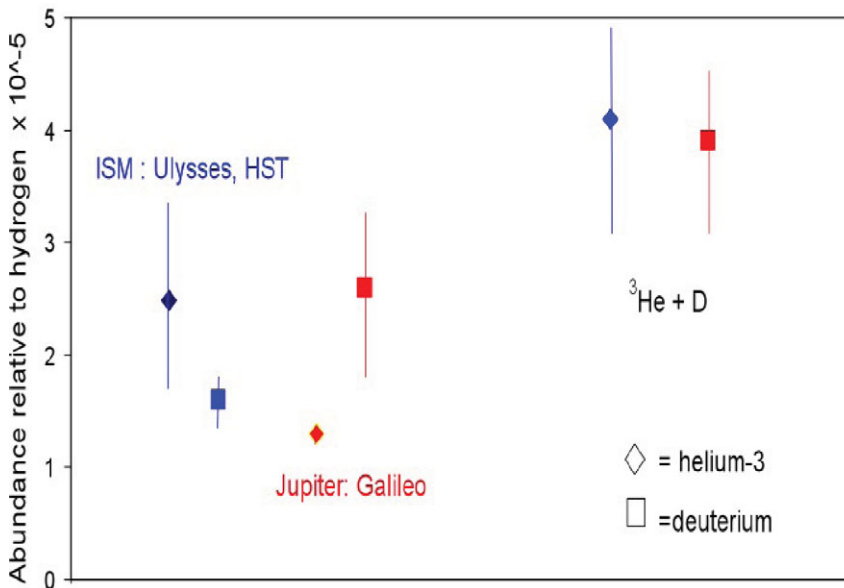 Abundance relative to hydrogen x 10^-5
5
4
3
2
1
0
ISM : Ulysses, HST
Jupiter: Galileo
³He + D
= helium-3
=deuterium